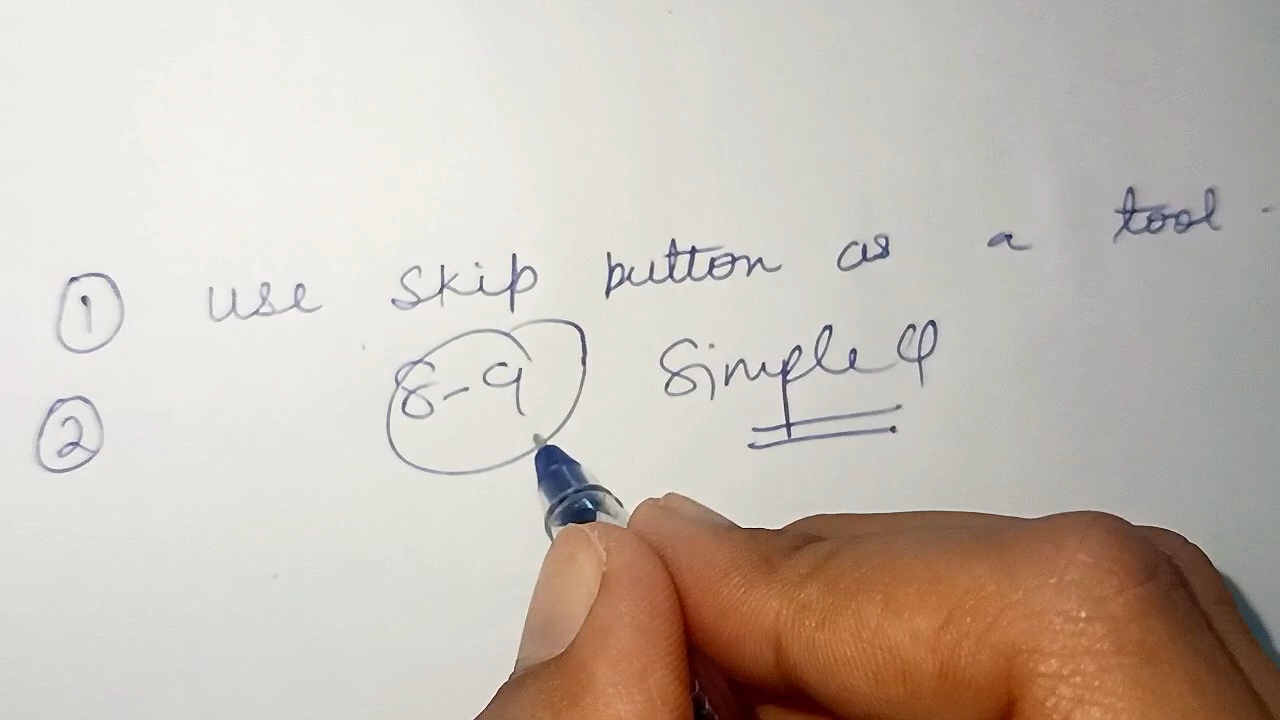 ① use skip button as a tool.
② 8-9 Simple φ